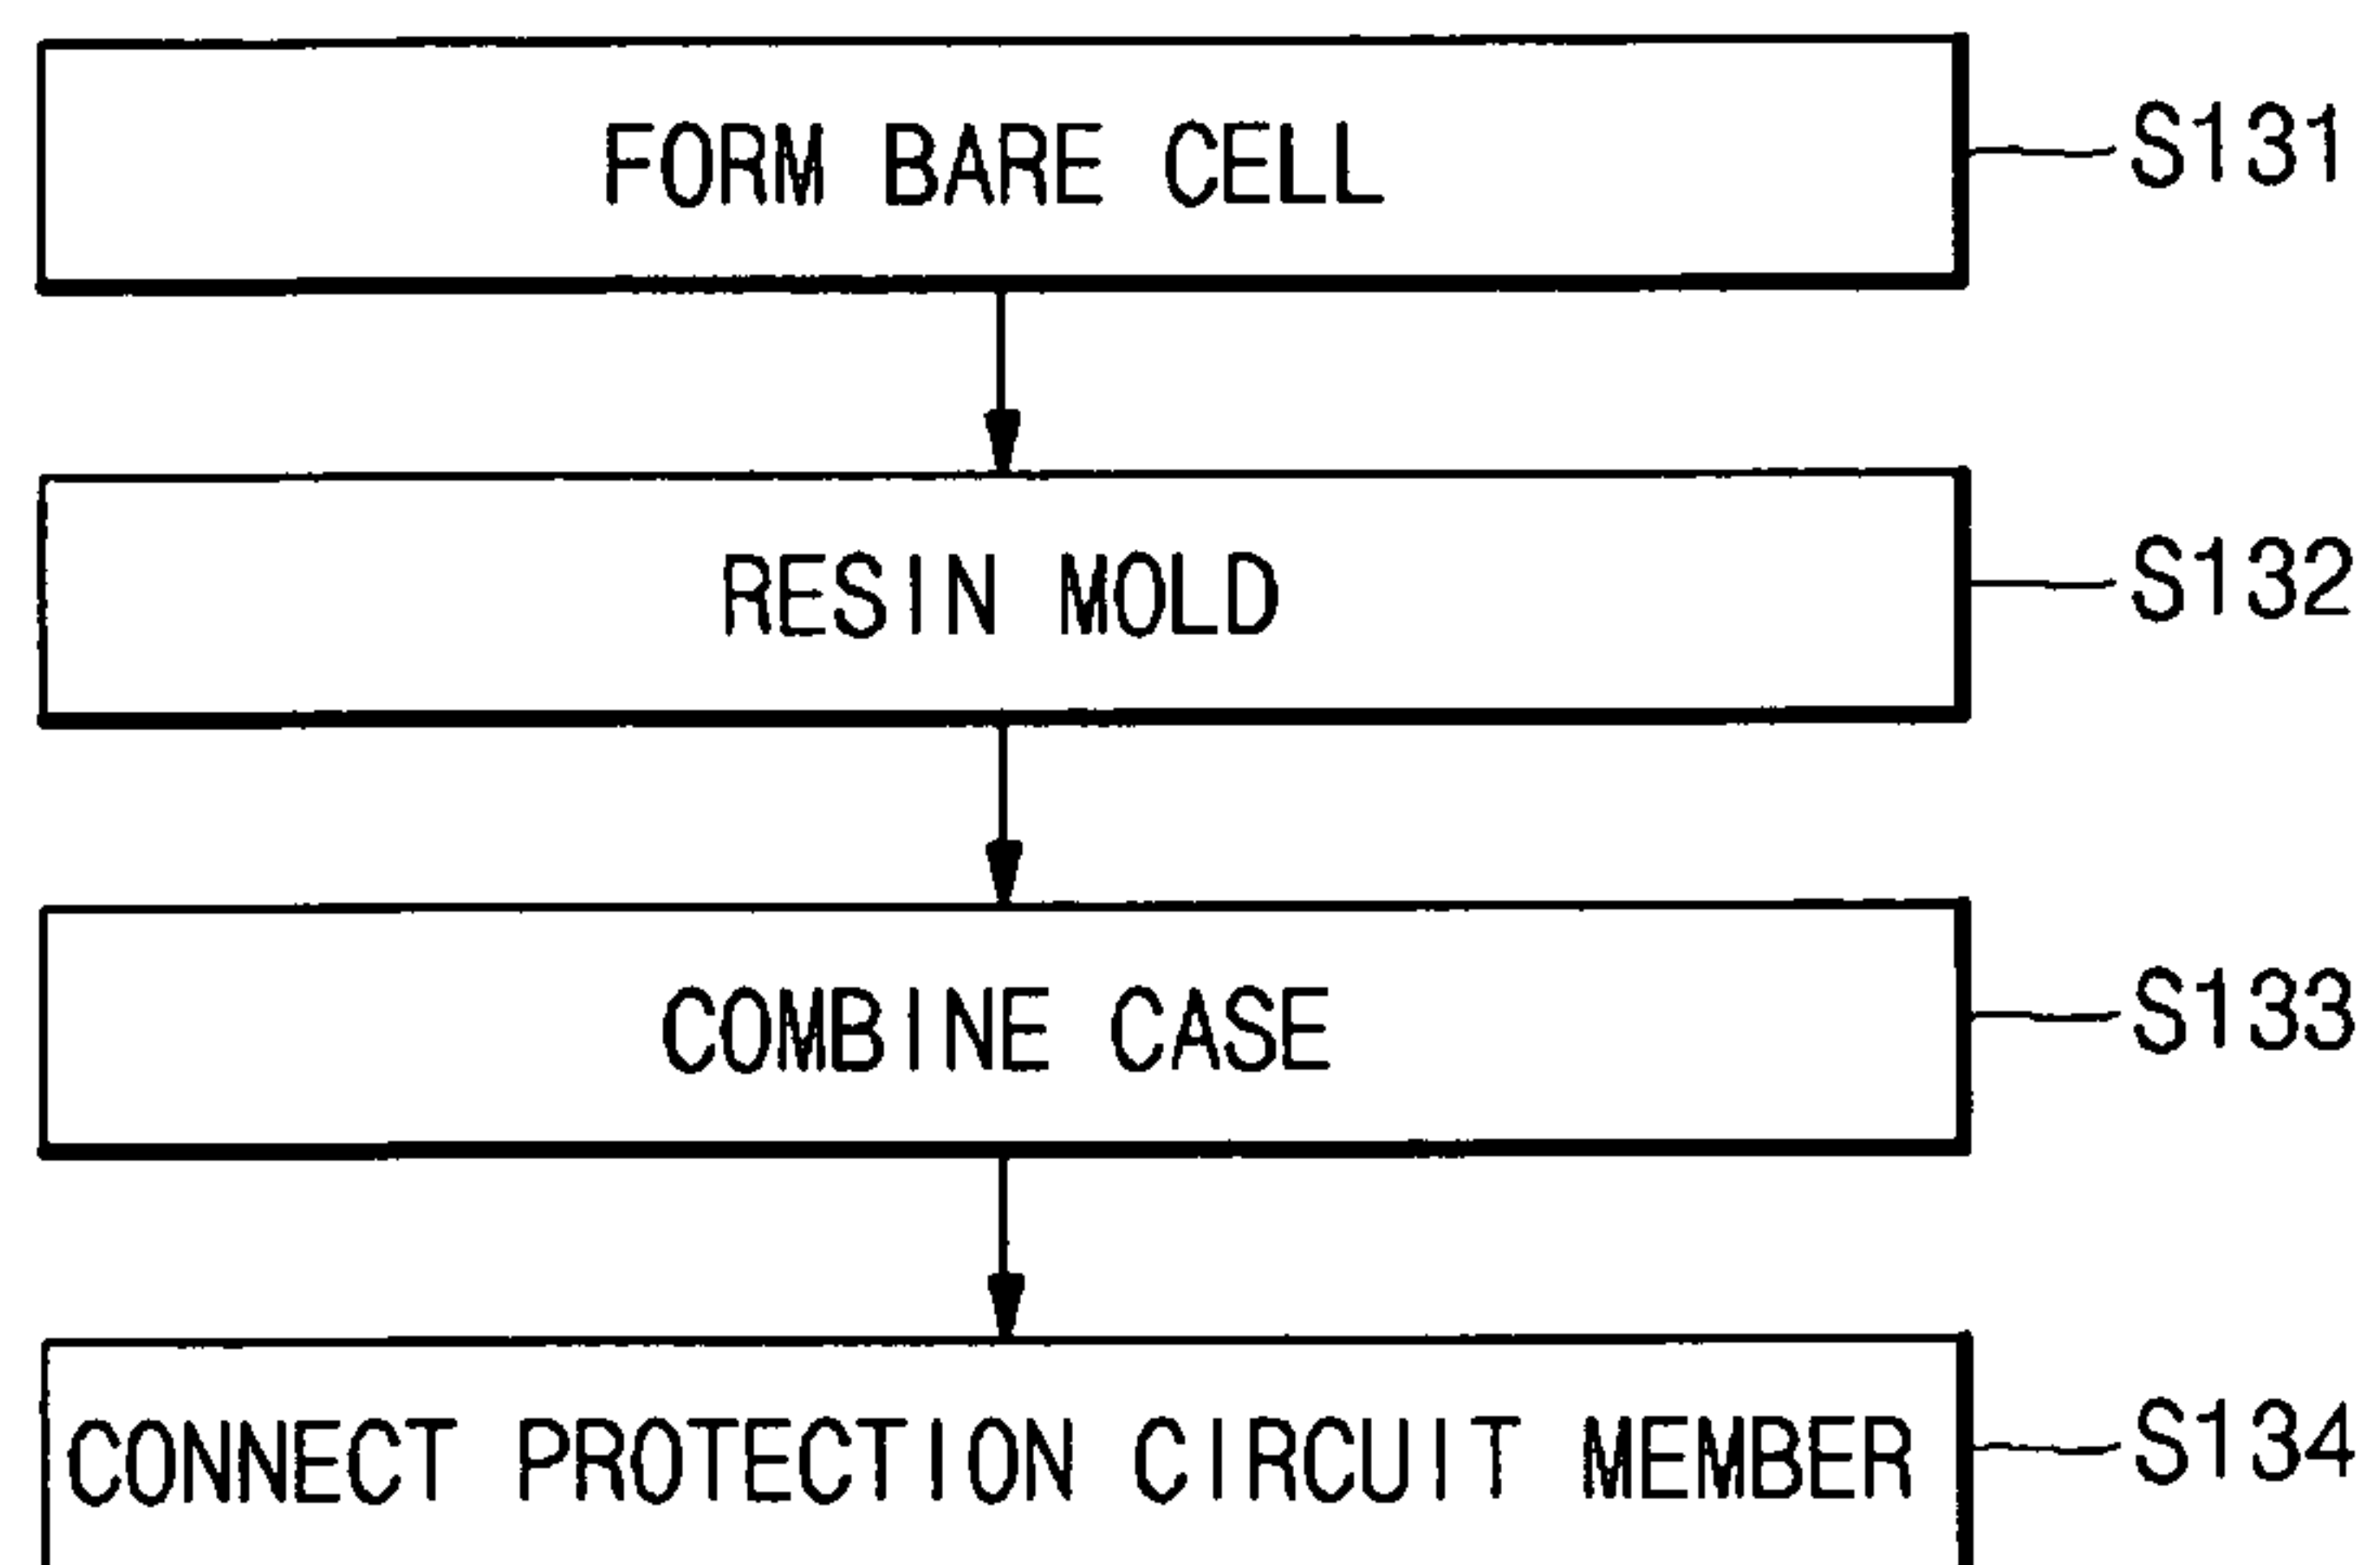 FORM BARE CELL S131
RESIN MOLD S132
COMBINE CASE S133
CONNECT PROTECTION CIRCUIT MEMBER S134